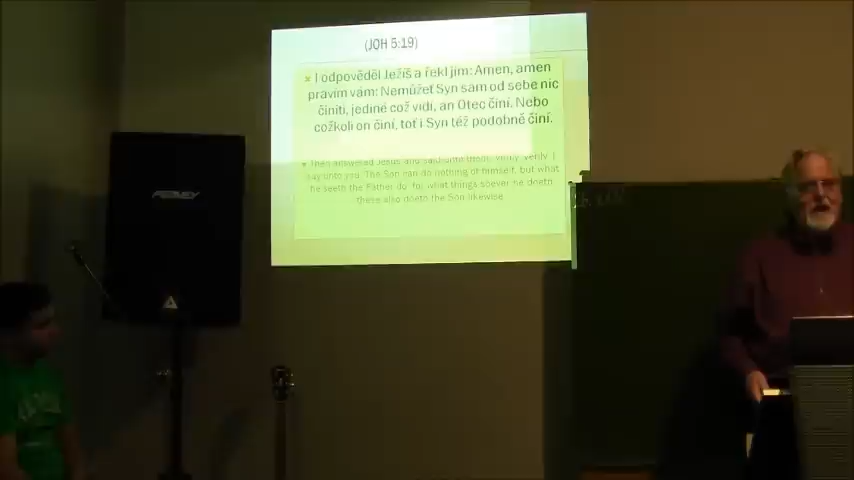 (JOH 5:19)
I odpověděl Ježíš a řekl jim: Amen, amen
pravím vám: Nemůžeť Syn sám od sebe nic
činiti, jediné což vidí, an Otec činí. Nebo
cožkoli on činí, toť i Syn též podobně činí.
Then answered Jesus and said unto them, Verily, verily, I
say unto you, The Son can do nothing of himself, but what
he seeth the Father do: for what things soever he doeth,
these also doeth the Son likewise.
PEAVEY